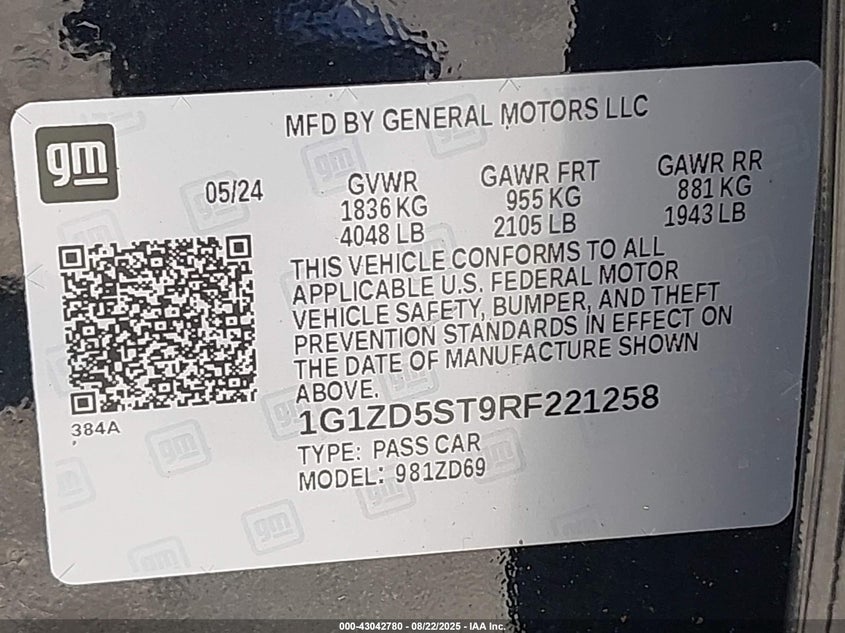 gm
MFD BY GENERAL MOTORS LLC
05/24
GVWR
1836 KG
4048 LB
GAWR FRT
955 KG
2105 LB
GAWR RR
881 KG
1943 LB
THIS VEHICLE CONFORMS TO ALL
APPLICABLE U.S. FEDERAL MOTOR
VEHICLE SAFETY, BUMPER, AND THEFT
PREVENTION STANDARDS IN EFFECT ON
THE DATE OF MANUFACTURE SHOWN
ABOVE.
384A
1G1ZD5ST9RF221258
TYPE: PASS CAR
MODEL: 981ZD69
000-43042780 - 08/22/2025 - IAA Inc.